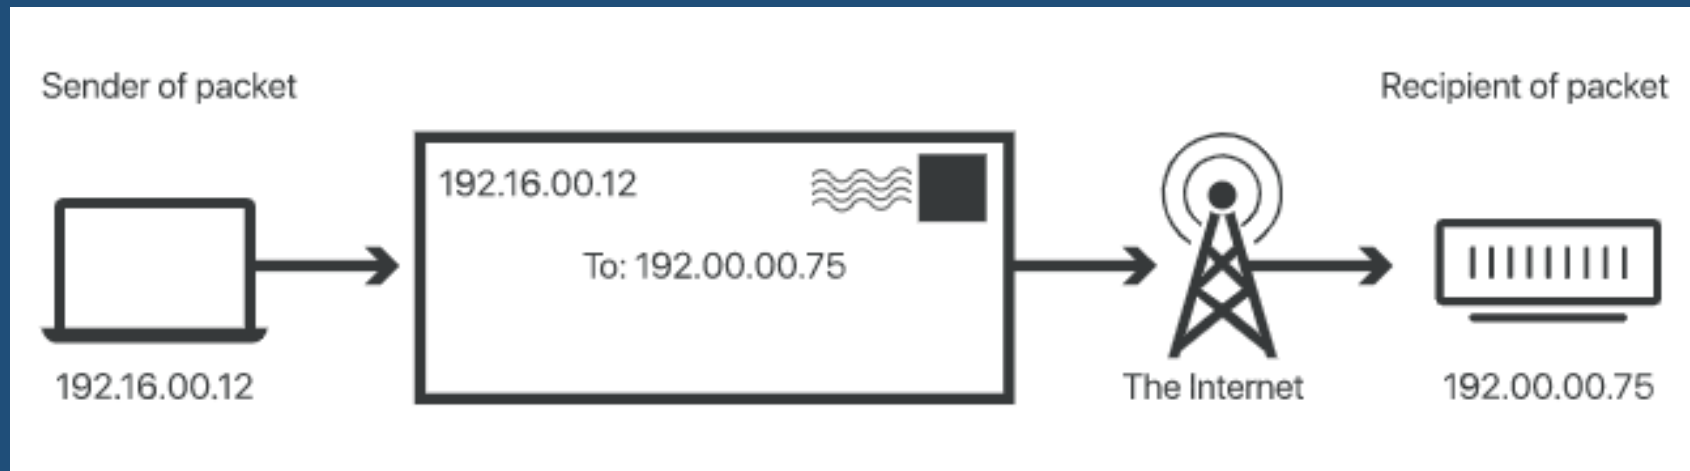 Sender of packet
Recipient of packet
192.16.00.12
To: 192.00.00.75
192.16.00.12
The Internet
192.00.00.75